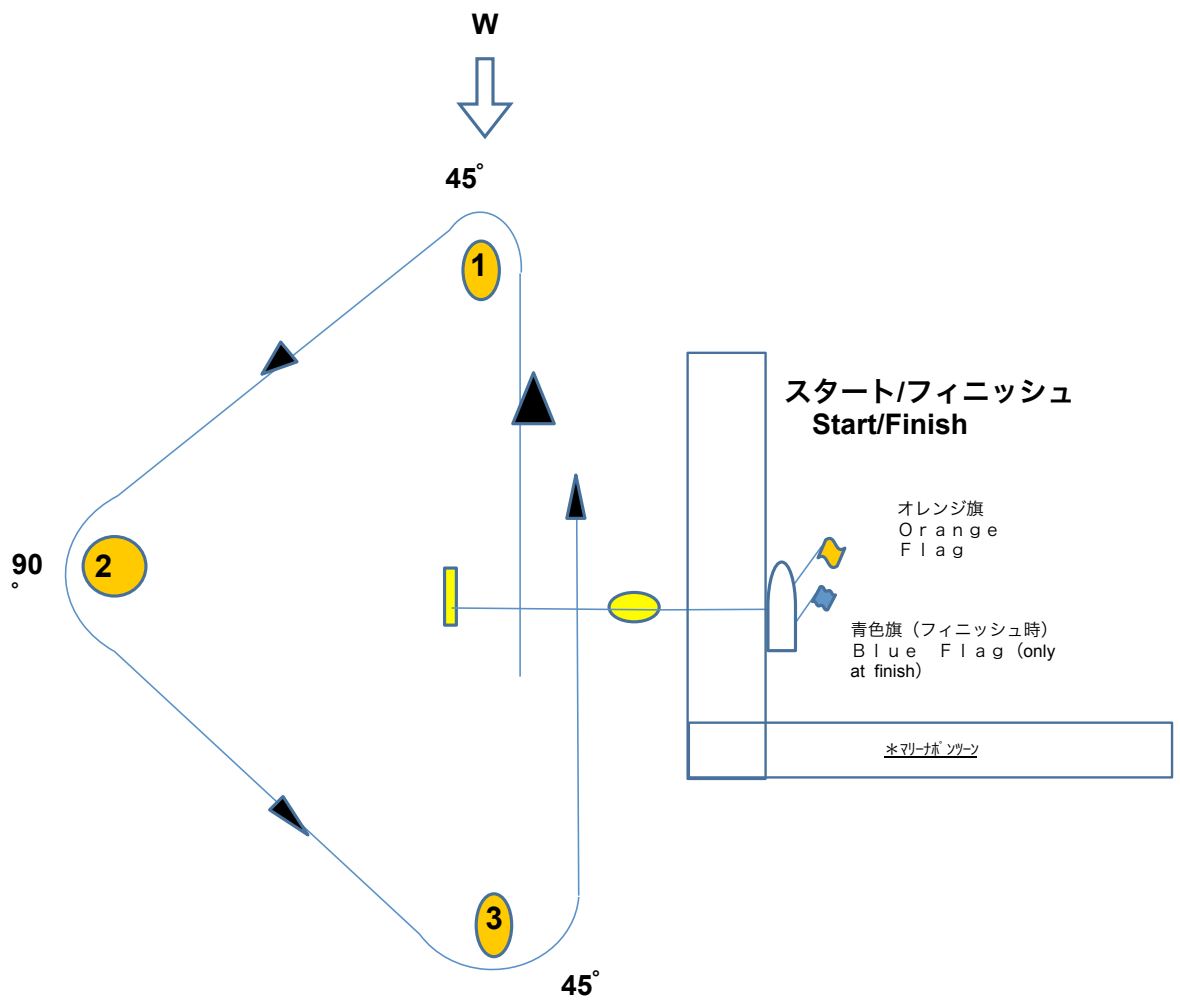 W
45°
1
スタート/フィニッシュ
Start/Finish
オレンジ旗
Ｏｒａｎｇｅ
Ｆｌａｇ
90
°
2
青色旗（フィニッシュ時）
Ｂｌｕｅ　Ｆｌａｇ（only
at finish）
＊ﾏﾘｰﾅﾎﾟﾝﾂｰﾝ
3
45°